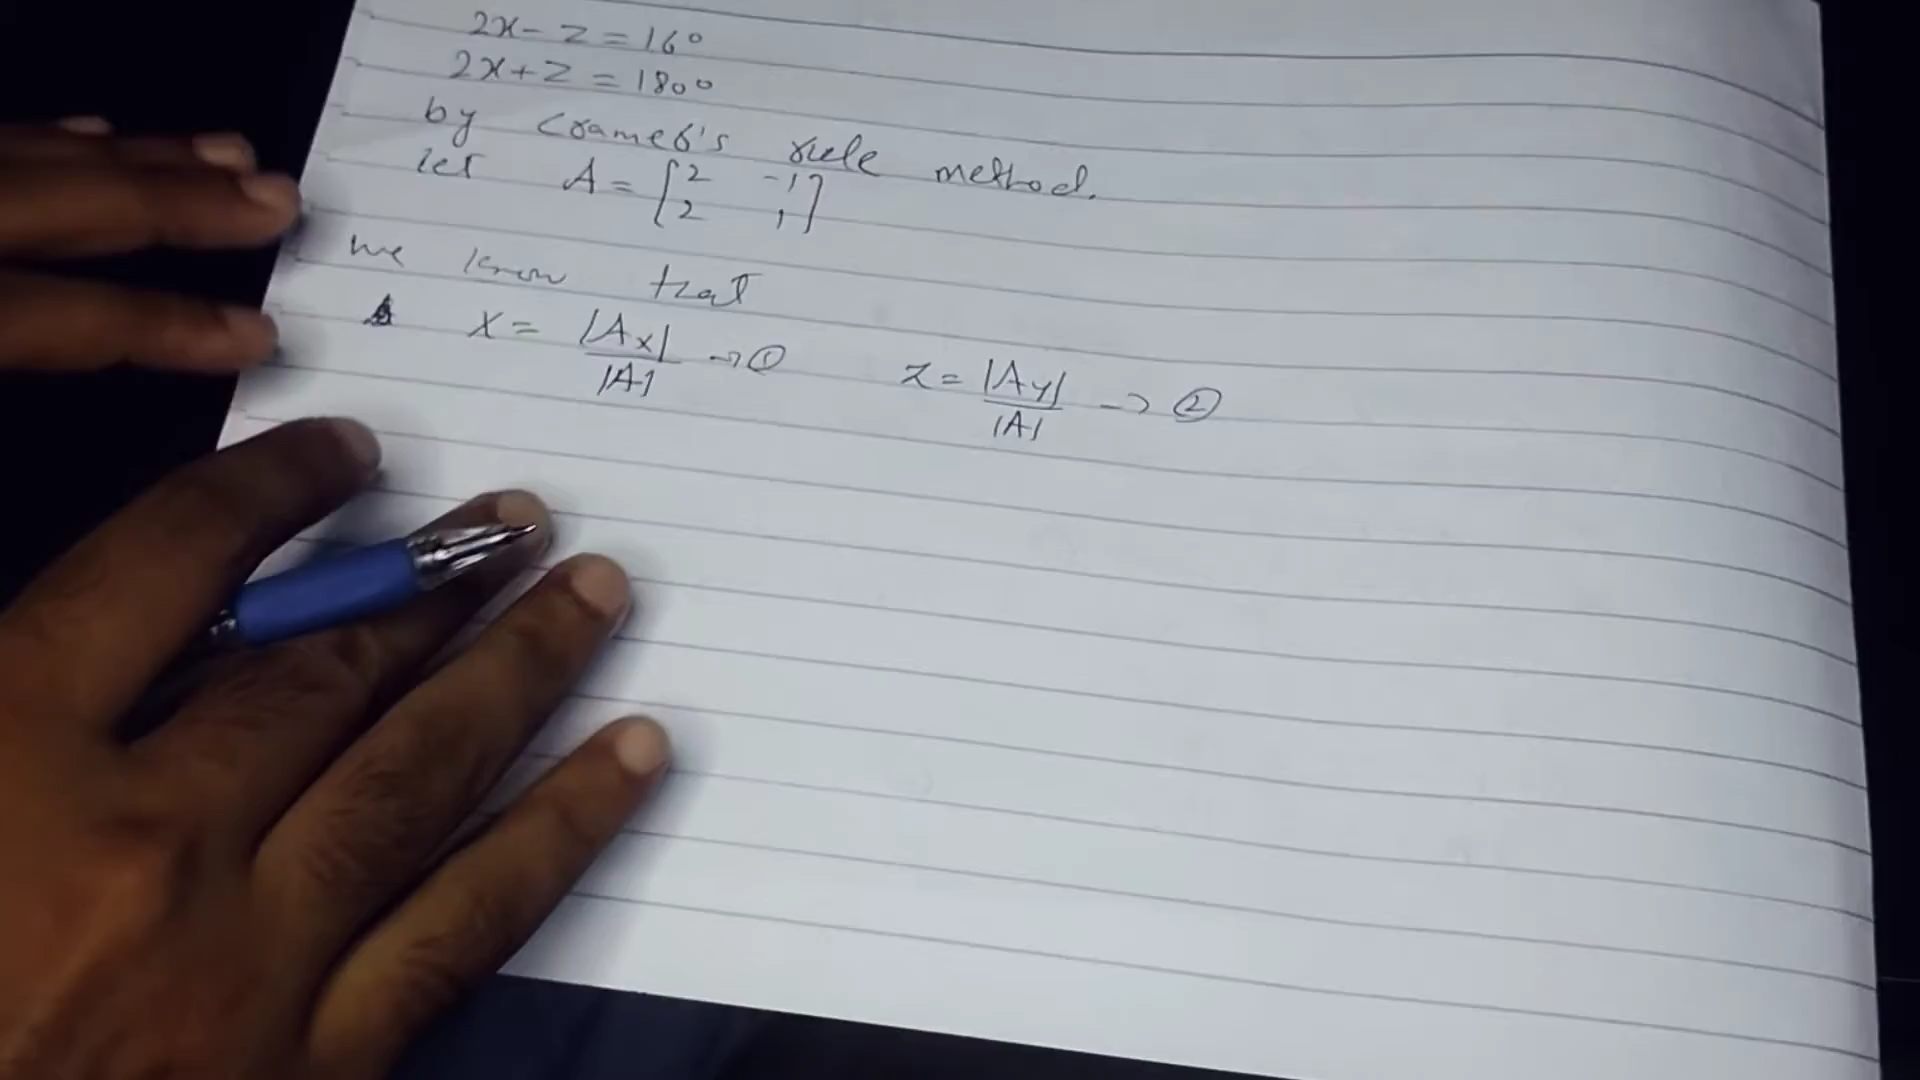 2x - z = 16°
2x + z = 180°
by Cramer's rule method.
let A = [2 -1
2 1]
we know that
x = |Ax| / |A| → ① z = |Ay| / |A| → ②